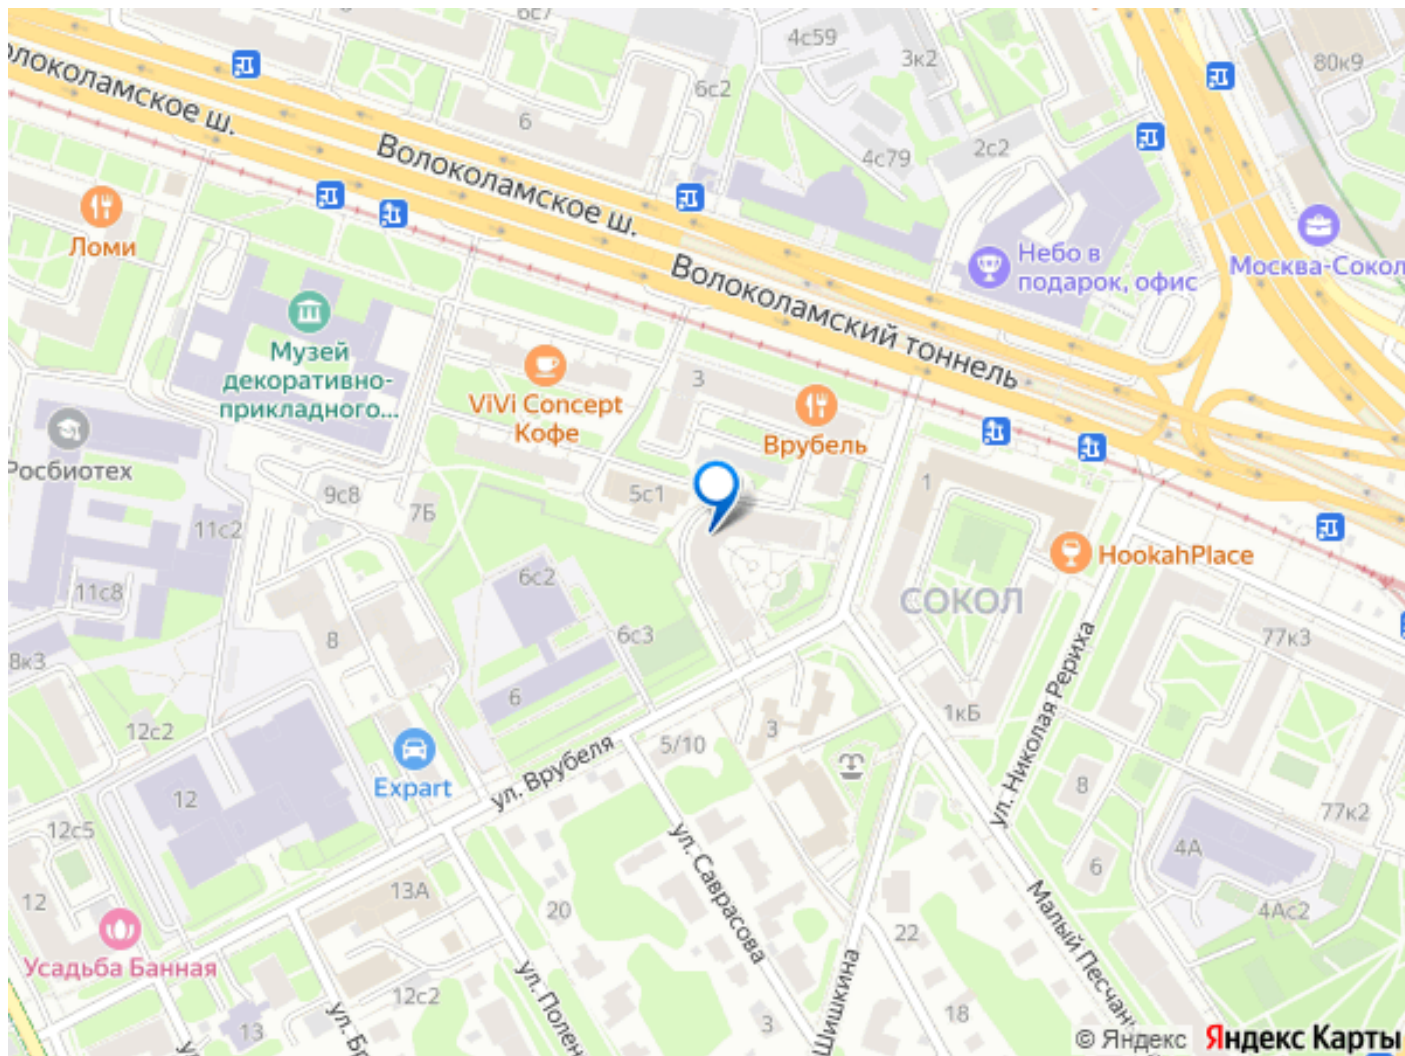 6с7
4с59
3к2
80к9
6с2
6
Волоколамское ш.
4с79
2с2
Волоколамское ш.
Ломи
Небо в
подарок, офис
Москва-Сокол
Волоколамский тоннель
Музей
декоративно-
прикладного...
ViVi Concept
Кофе
3
Врубель
Росбиотех
9с8
7Б
5с1
1
11с2
HookahPlace
11с8
6с2
СОКОЛ
8к3
8
6с3
77к3
6
1кБ
ул. Николая Рериха
12с2
5/10
3
ул. Врубеля
Expart
12
8
77к2
12с5
ул. Саврасова
4А
6
13А
12
20
22
4Ас2
Малый Песчан
Усадьба Банная
12с2
ул. Полен
Шишкина
18
13
3
© Яндекс
Яндекс Карты